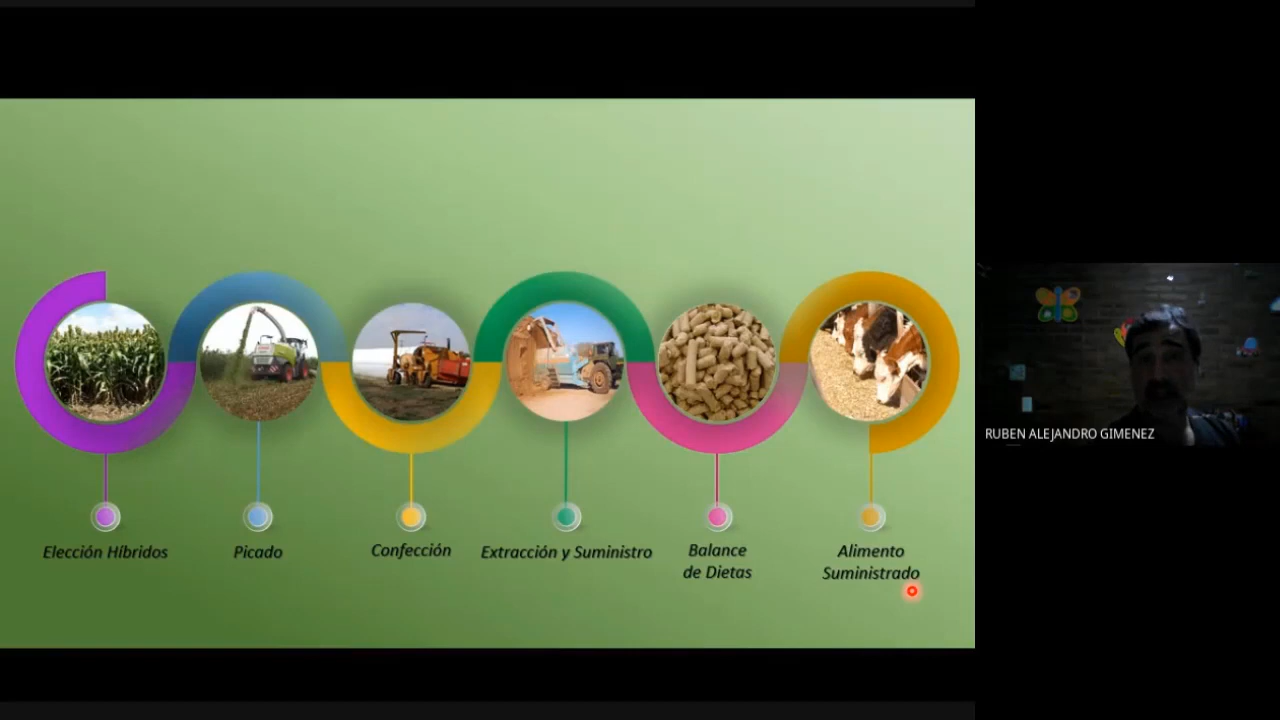 Elección Híbridos
Picado
Confección
Extracción y Suministro
Balance
de Dietas
Alimento
Suministrado
RUBEN ALEJANDRO GIMENEZ